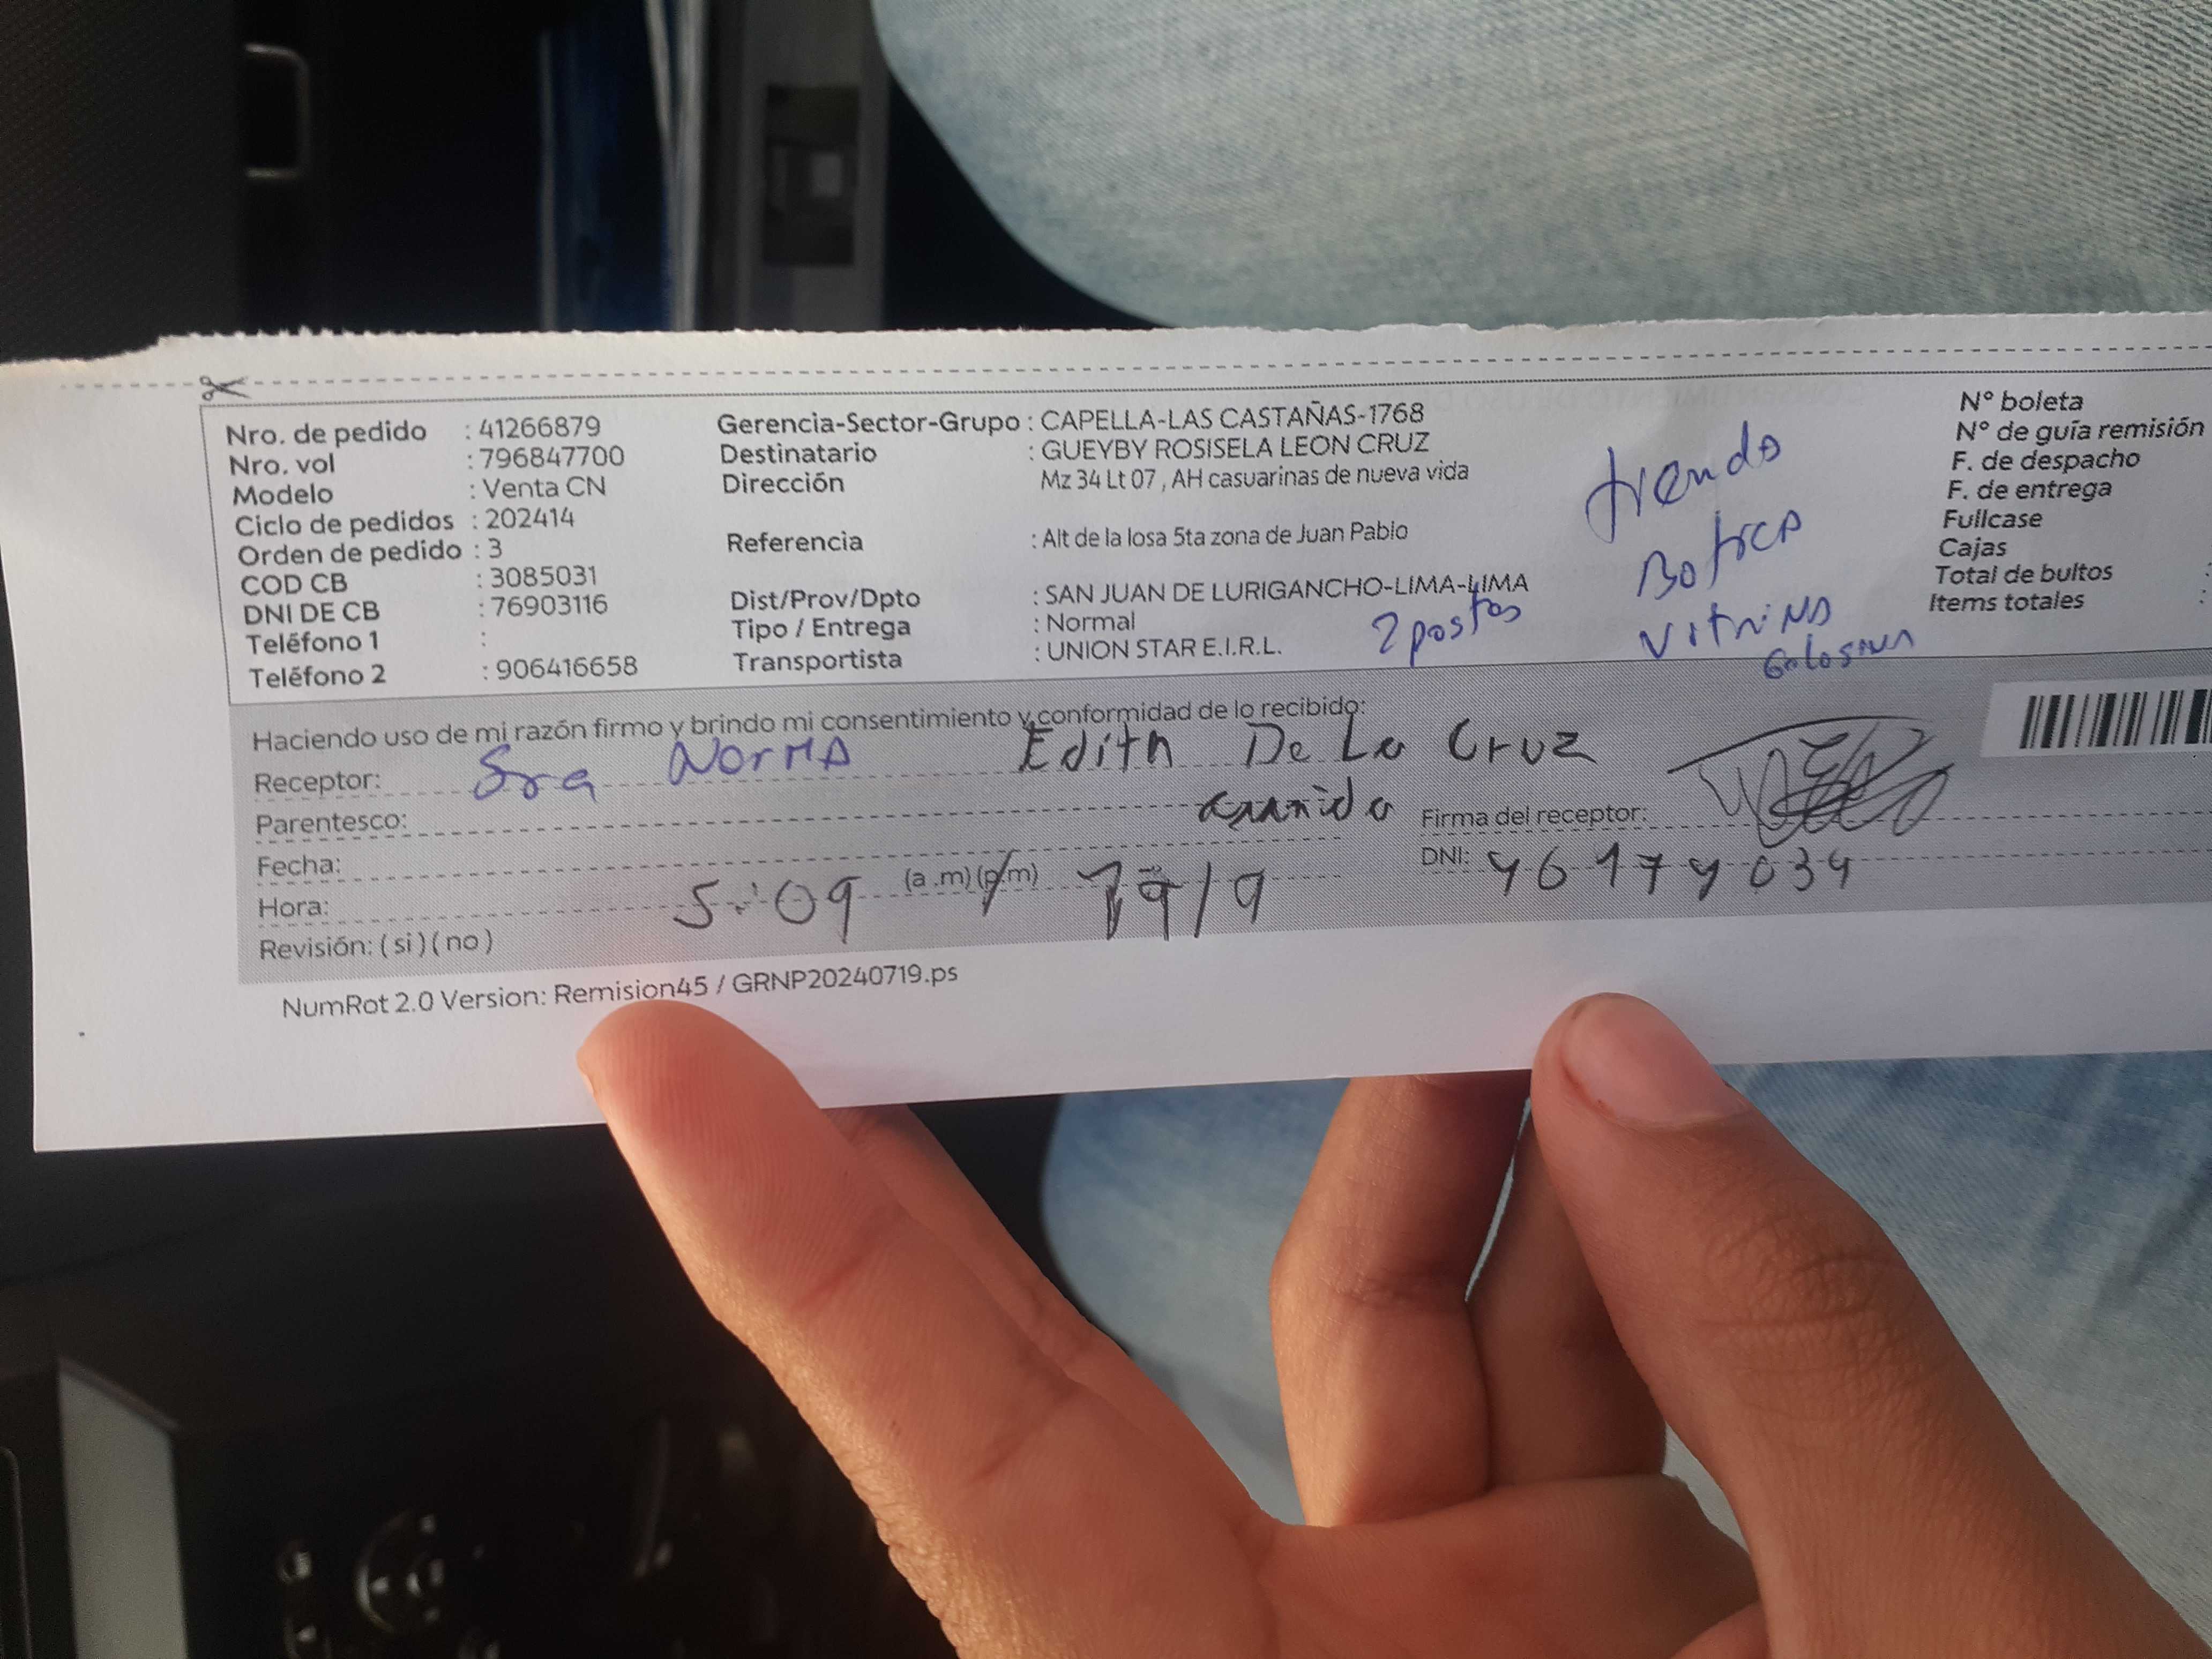 Nro. de pedido : 41266879
Nro. vol : 796847700
Modelo : Venta CN
Ciclo de pedidos : 202414
Orden de pedido : 3
COD CB : 3085031
DNI DE CB : 76903116
Teléfono 1 :
Teléfono 2 : 906416658
Gerencia-Sector-Grupo : CAPELLA-LAS CASTAÑAS-1768
Destinatario : GUEYBY ROSISELA LEON CRUZ
Dirección Mz 34 Lt 07 , AH casuarinas de nueva vida
Referencia : Alt de la losa 5ta zona de Juan Pablo
Dist/Prov/Dpto : SAN JUAN DE LURIGANCHO-LIMA-LIMA
Tipo / Entrega : Normal
Transportista : UNION STAR E.I.R.L.
2 postes
Botica
vitrina
N° boleta
N° de guía remisión
F. de despacho
F. de entrega
Fullcase
Cajas
Total de bultos :
Items totales :
Haciendo uso de mi razón firmo y brindo mi consentimiento y conformidad de lo recibido:
Receptor: Sra Norma Edith De La Cruz
Parentesco:
Firma del receptor:
Fecha:
DNI: 46174034
Hora: 5:09 (a .m) (p.m) 19/9
Revisión: ( si ) ( no )
NumRot 2.0 Version: Remision45 / GRNP20240719.ps